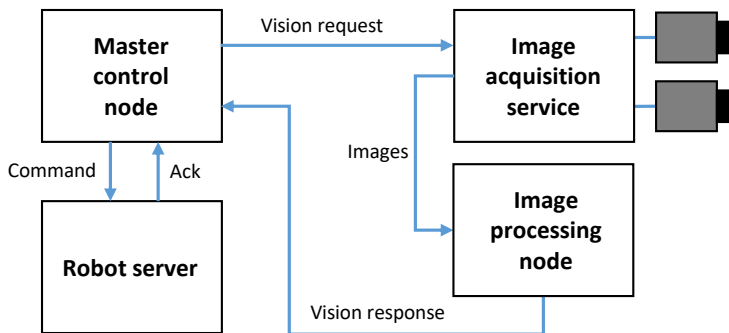 Vision request
Master
control
node
Image
acquisition
service
Images
Command
Ack
Image
processing
node
Robot server
Vision response